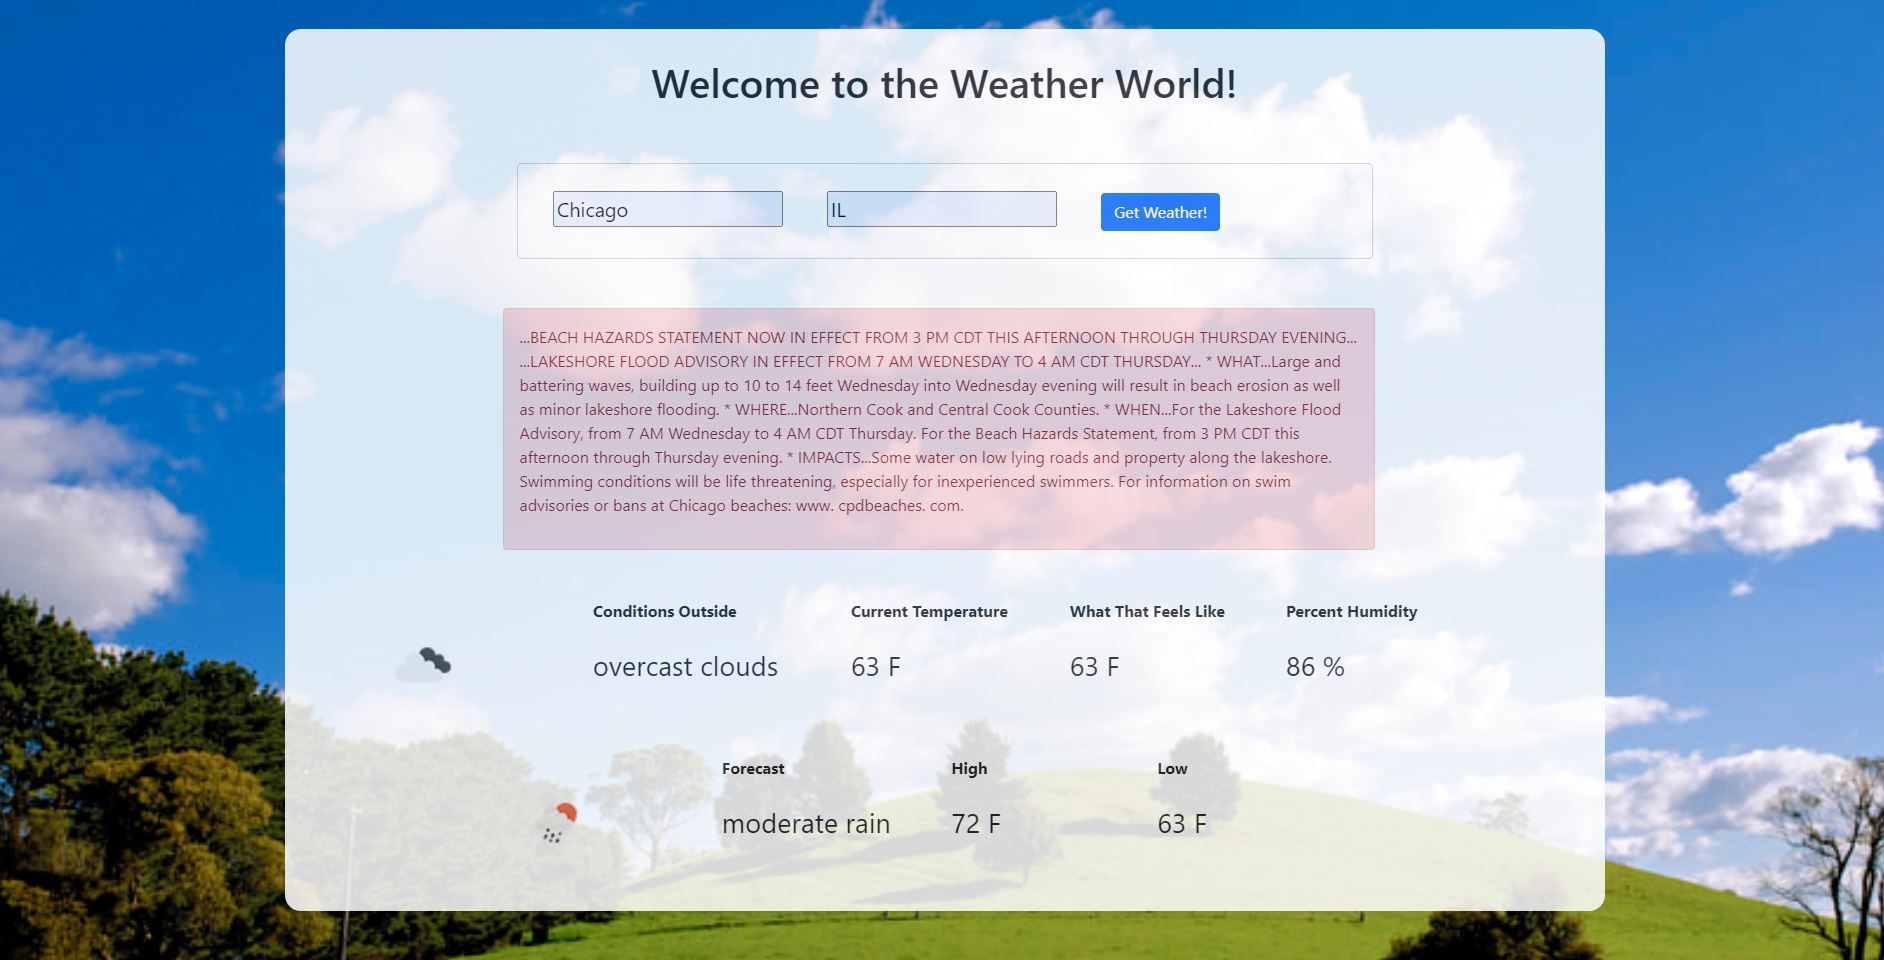 Welcome to the Weather World!
Chicago
IL
Get Weather!
...BEACH HAZARDS STATEMENT NOW IN EFFECT FROM 3 PM CDT THIS AFTERNOON THROUGH THURSDAY EVENING...
...LAKESHORE FLOOD ADVISORY IN EFFECT FROM 7 AM WEDNESDAY TO 4 AM CDT THURSDAY... * WHAT...Large and
battering waves, building up to 10 to 14 feet Wednesday into Wednesday evening will result in beach erosion as well
as minor lakeshore flooding. * WHERE...Northern Cook and Central Cook Counties. * WHEN...For the Lakeshore Flood
Advisory, from 7 AM Wednesday to 4 AM CDT Thursday. For the Beach Hazards Statement, from 3 PM CDT this
afternoon through Thursday evening. * IMPACTS...Some water on low lying roads and property along the lakeshore.
Swimming conditions will be life threatening, especially for inexperienced swimmers. For information on swim
advisories or bans at Chicago beaches: www. cpdbeaches. com.
Conditions Outside Current Temperature What That Feels Like Percent Humidity
overcast clouds 63 F 63 F 86 %
Forecast High Low
moderate rain 72 F 63 F